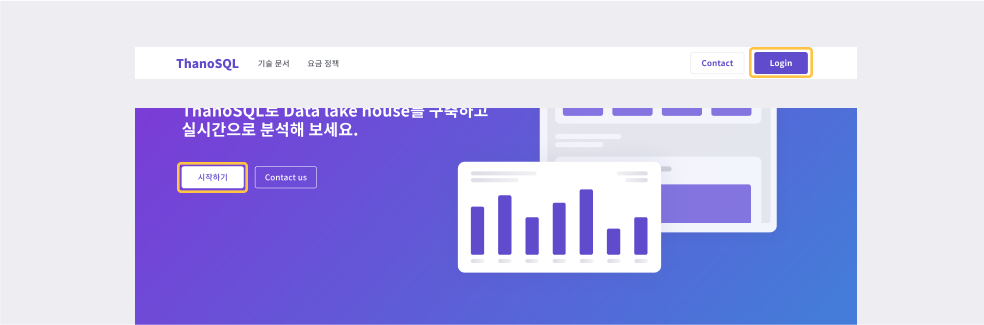 ThanoSQL 기술 문서 요금 정책 Contact Login
ThanoSQL로 Data lake house를 구축하고
실시간으로 분석해 보세요.
시작하기 Contact us